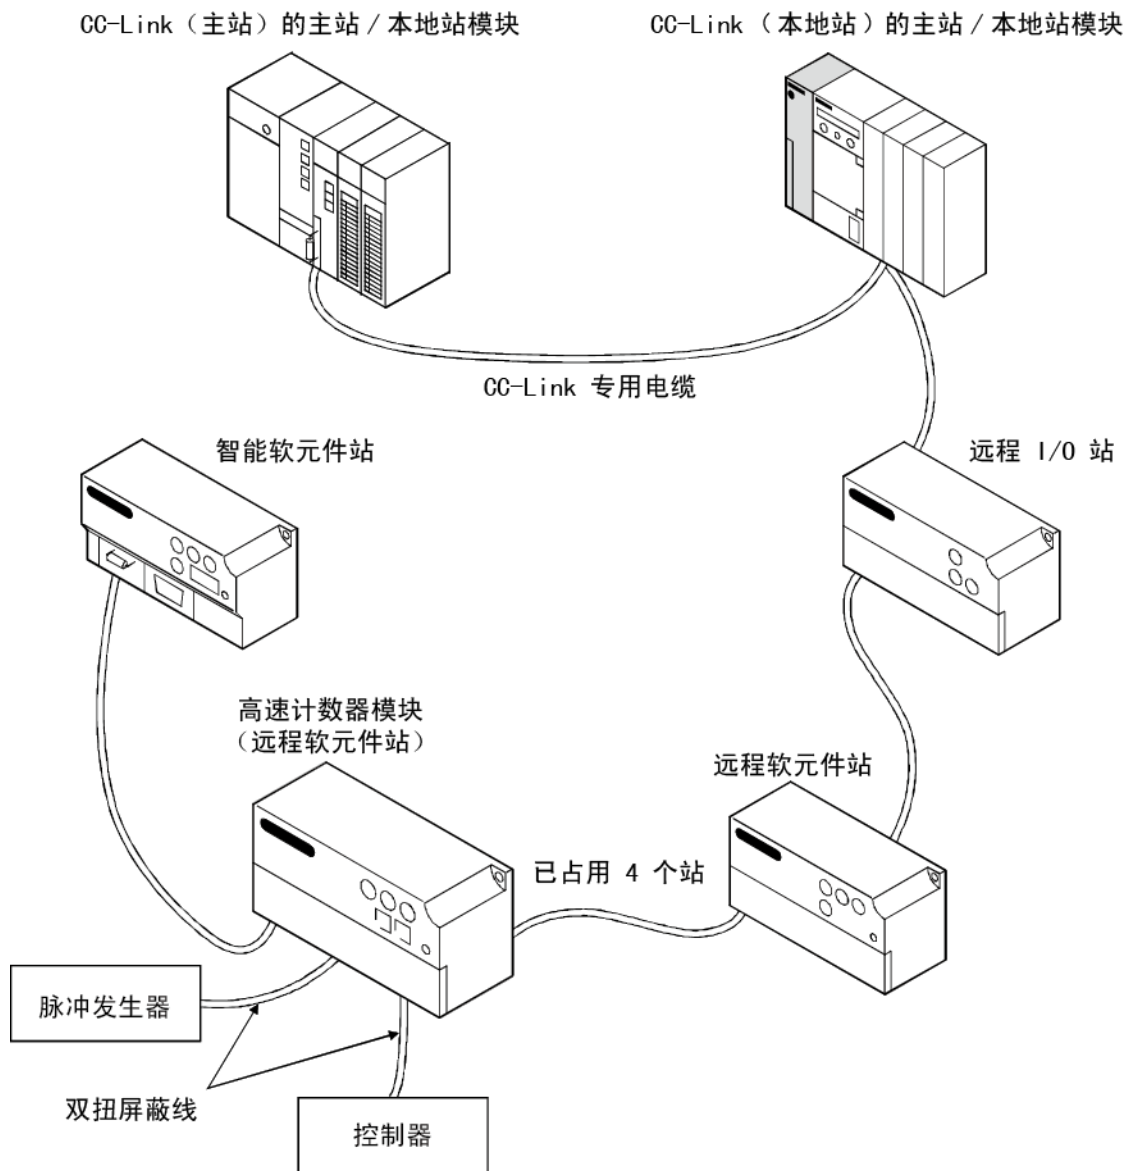 CC-Link（主站）的主站/本地站模块
CC-Link（本地站）的主站/本地站模块
CC-Link 专用电缆
智能软元件站
远程 I/O 站
高速计数器模块
（远程软元件站）
远程软元件站
已占用 4 个站
脉冲发生器
双扭屏蔽线
控制器